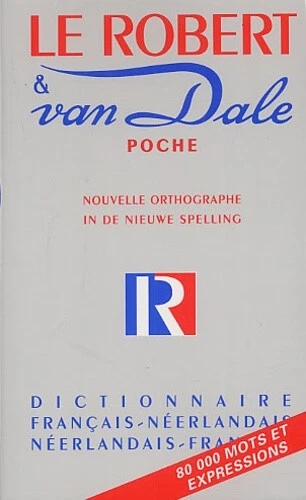 LE ROBERT
& van Dale
POCHE
NOUVELLE ORTHOGRAPHE
IN DE NIEUWE SPELLING
R
DICTIONNAIRE
FRANÇAIS-NÉERLANDAIS
NÉERLANDAIS-FRAN
80 000 MOTS ET
EXPRESSIONS